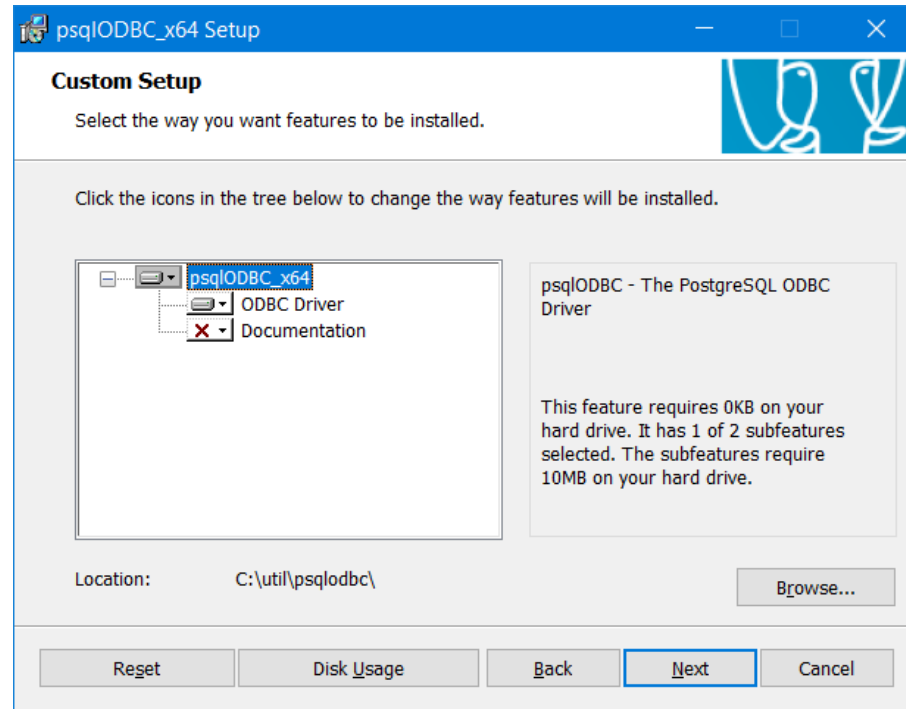 psqlODBC_x64 Setup
Custom Setup
Select the way you want features to be installed.
Click the icons in the tree below to change the way features will be installed.
psqlODBC_x64
ODBC Driver
Documentation
psqlODBC - The PostgreSQL ODBC
Driver
This feature requires 0KB on your
hard drive. It has 1 of 2 subfeatures
selected. The subfeatures require
10MB on your hard drive.
Location: C:\util\psqlodbc\
Browse...
Reset Disk Usage Back Next Cancel